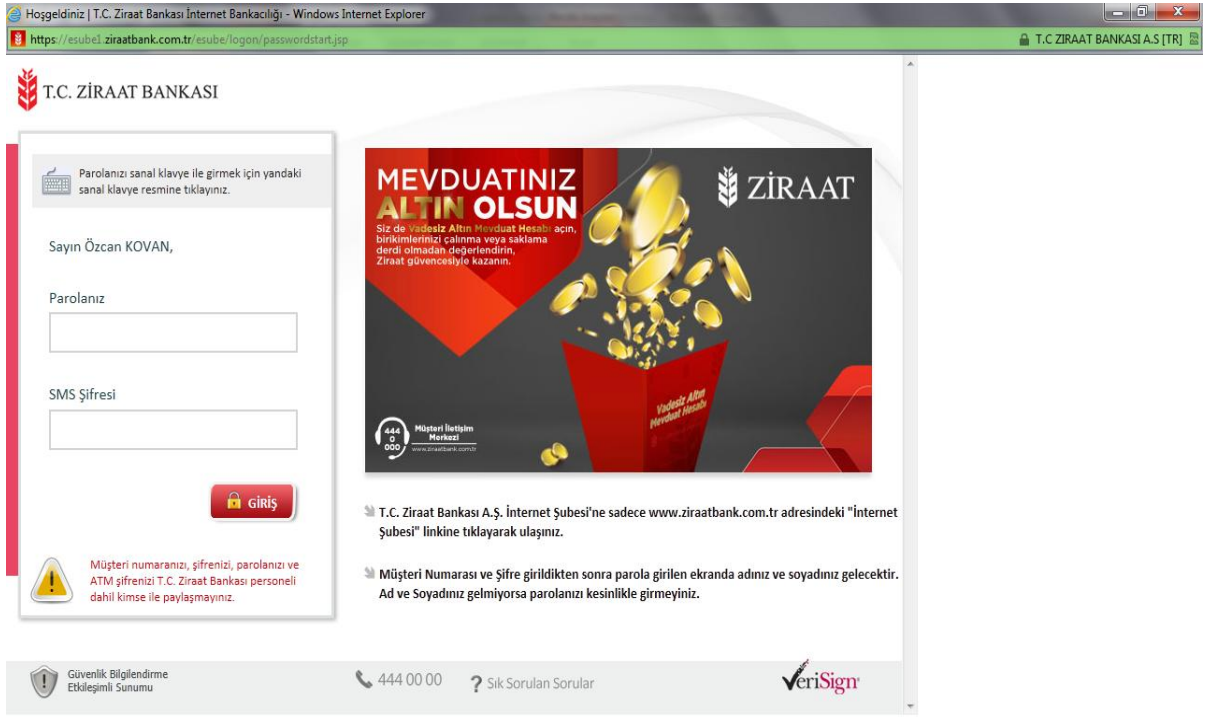 Hoşgeldiniz | T.C. Ziraat Bankası İnternet Bankacılığı - Windows Internet Explorer
https://esube1.ziraatbank.com.tr/esube/logon/passwordstart.jsp
T.C ZIRAAT BANKASI A.S [TR]
T.C. ZİRAAT BANKASI
Parolanızı sanal klavye ile girmek için yandaki
sanal klavye resmine tıklayınız.
Sayın Özcan KOVAN,
Parolanız
SMS Şifresi
GİRİŞ
Müşteri numaranızı, şifrenizi, parolanızı ve
ATM şifrenizi T.C. Ziraat Bankası personeli
dahil kimse ile paylaşmayınız.
MEVDUATINIZ
ALTIN OLSUN
Siz de Vadesiz Altın Mevduat Hesabı açın,
birikimlerinizi çalınma veya saklama
derdi olmadan değerlendirin,
Ziraat güvencesiyle kazanın.
ZİRAAT
Vadesiz Altın
Mevduat Hesabı
444
0
000
Müşteri İletişim
Merkezi
www.ziraatbank.com.tr
T.C. Ziraat Bankası A.Ş. İnternet Şubesi'ne sadece www.ziraatbank.com.tr adresindeki "İnternet
Şubesi" linkine tıklayarak ulaşınız.
Müşteri Numarası ve Şifre girildikten sonra parola girilen ekranda adınız ve soyadınız gelecektir.
Ad ve Soyadınız gelmiyorsa parolanızı kesinlikle girmeyiniz.
Güvenlik Bilgilendirme
Etkileşimli Sunumu
444 00 00
? Sık Sorulan Sorular
VeriSign